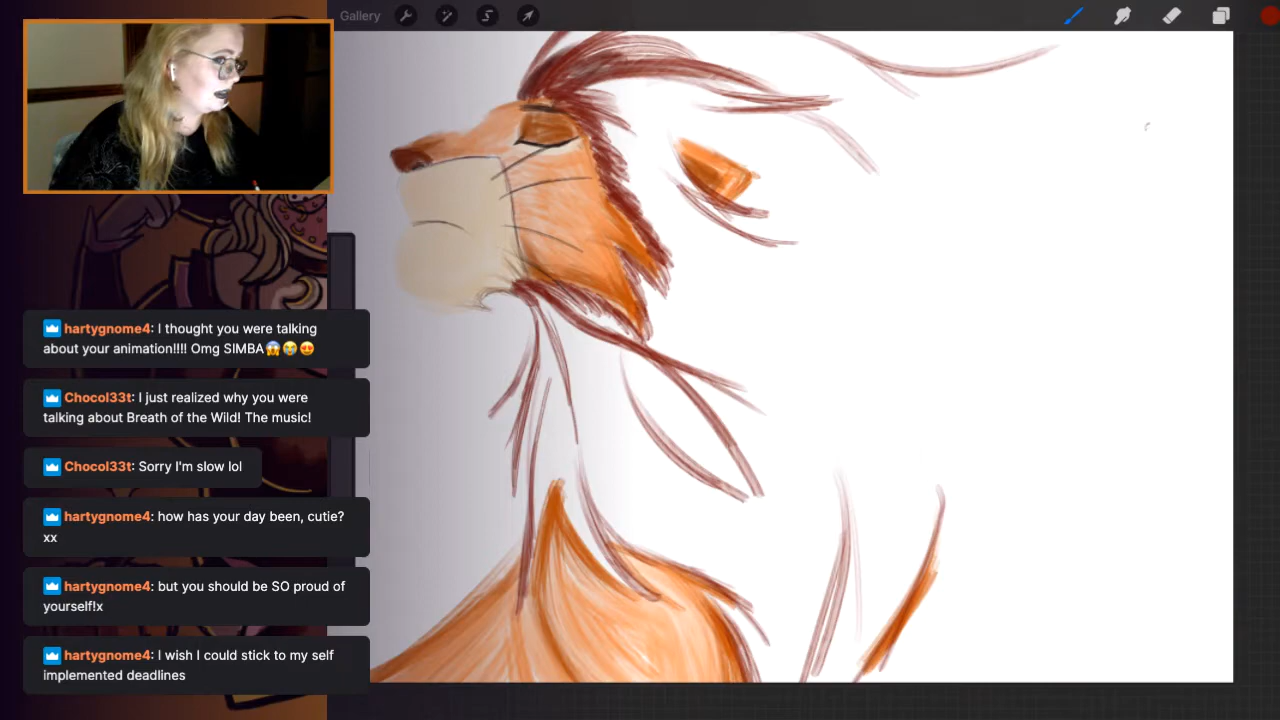 Gallery
hartygnome4: I thought you were talking
about your animation!!!! Omg SIMBA😱😭😍
Chocol33t: I just realized why you were
talking about Breath of the Wild! The music!
Chocol33t: Sorry I'm slow lol
hartygnome4: how has your day been, cutie?
xx
hartygnome4: but you should be SO proud of
yourself!x
hartygnome4: I wish I could stick to my self
implemented deadlines